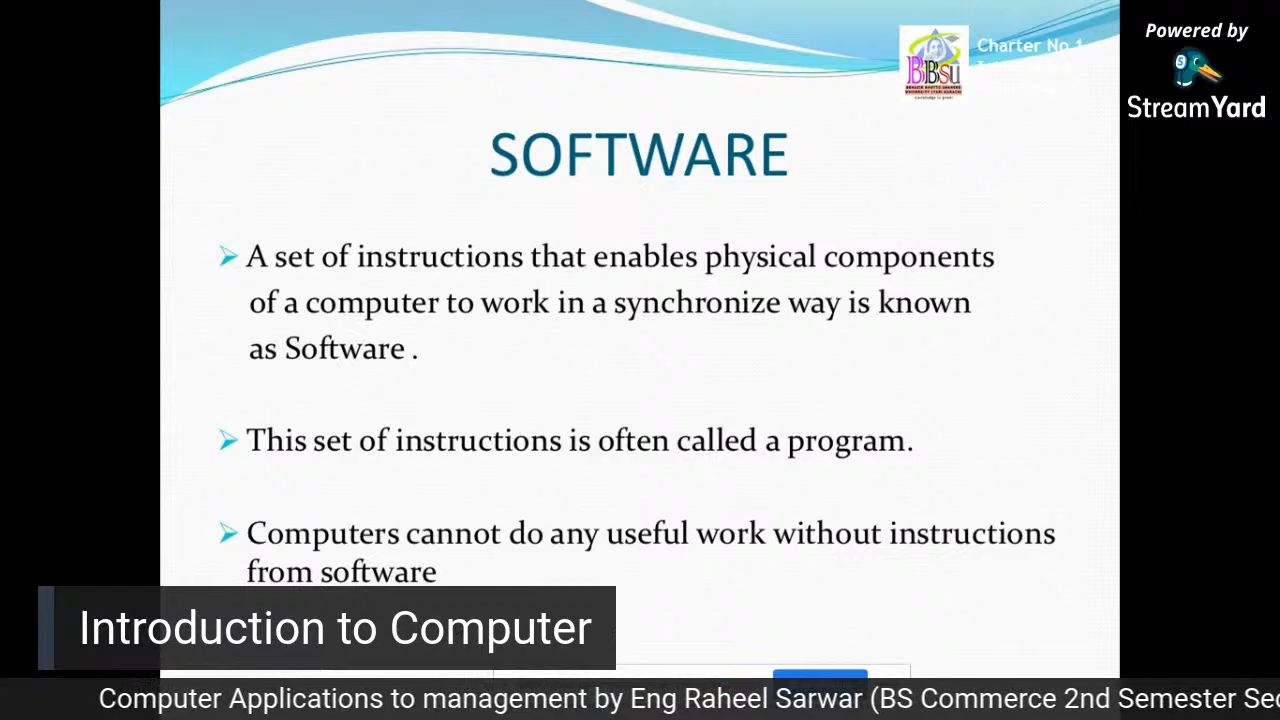 Powered by
StreamYard
Charter No 1
BBSU
SOFTWARE
A set of instructions that enables physical components
of a computer to work in a synchronize way is known
as Software .
This set of instructions is often called a program.
Computers cannot do any useful work without instructions
from software
Introduction to Computer
Computer Applications to management by Eng Raheel Sarwar (BS Commerce 2nd Semester Sec